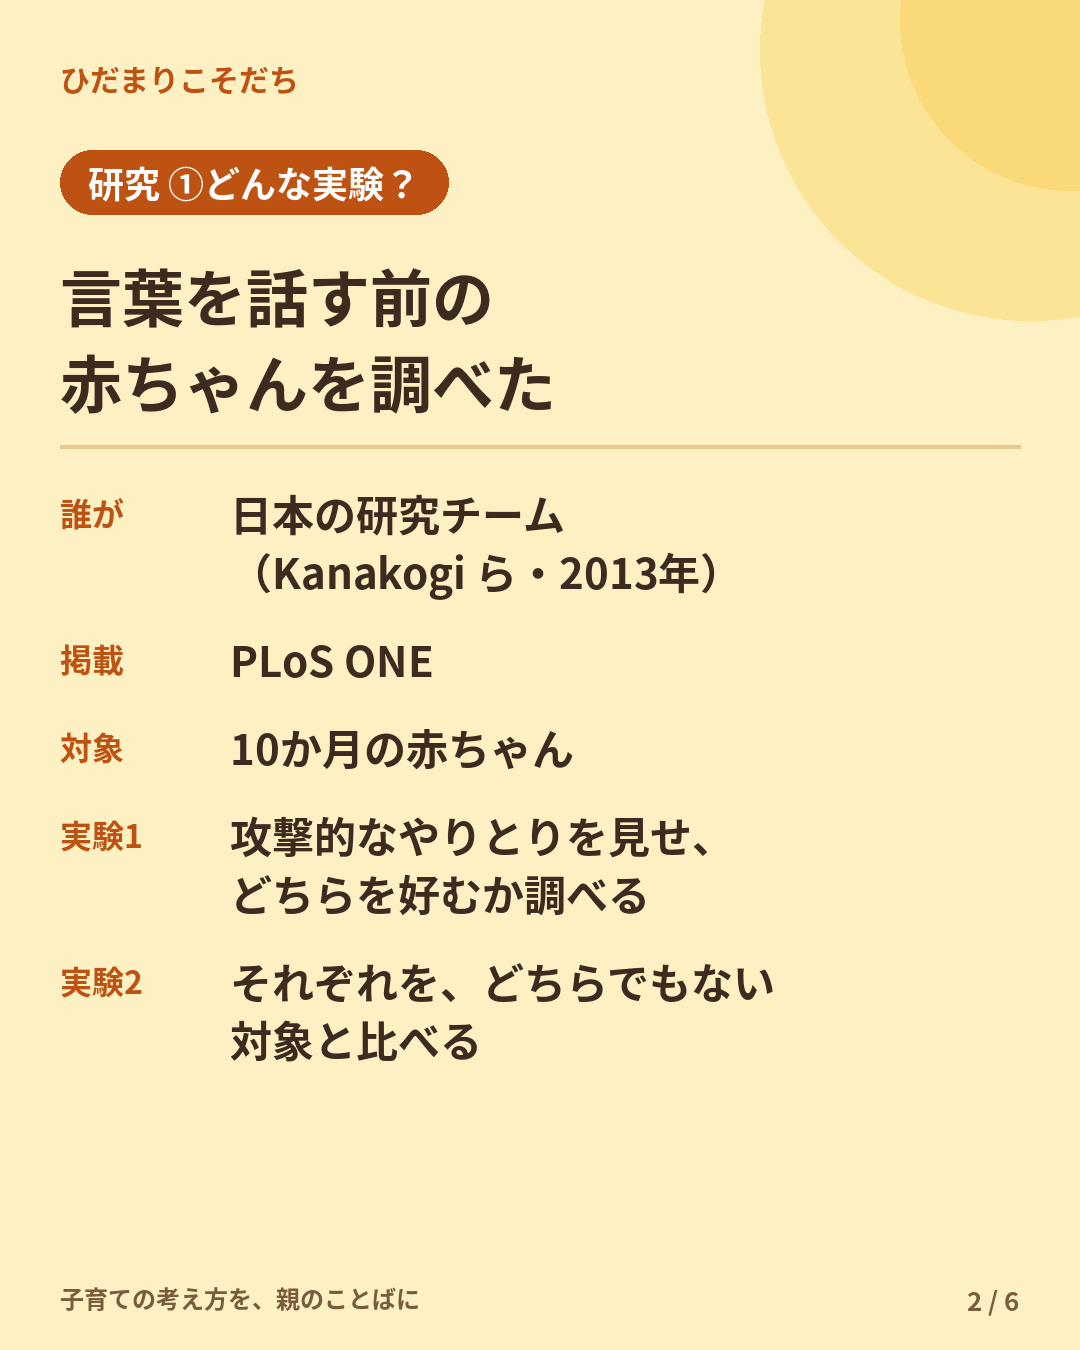 ひだまりこそだち
研究 ①どんな実験？
言葉を話す前の
赤ちゃんを調べた
誰が
日本の研究チーム
（Kanakogi ら・2013年）
掲載
PLoS ONE
対象
10か月の赤ちゃん
実験1
攻撃的なやりとりを見せ、
どちらを好むか調べる
実験2
それぞれを、どちらでもない
対象と比べる
子育ての考え方を、親のことばに
2 / 6